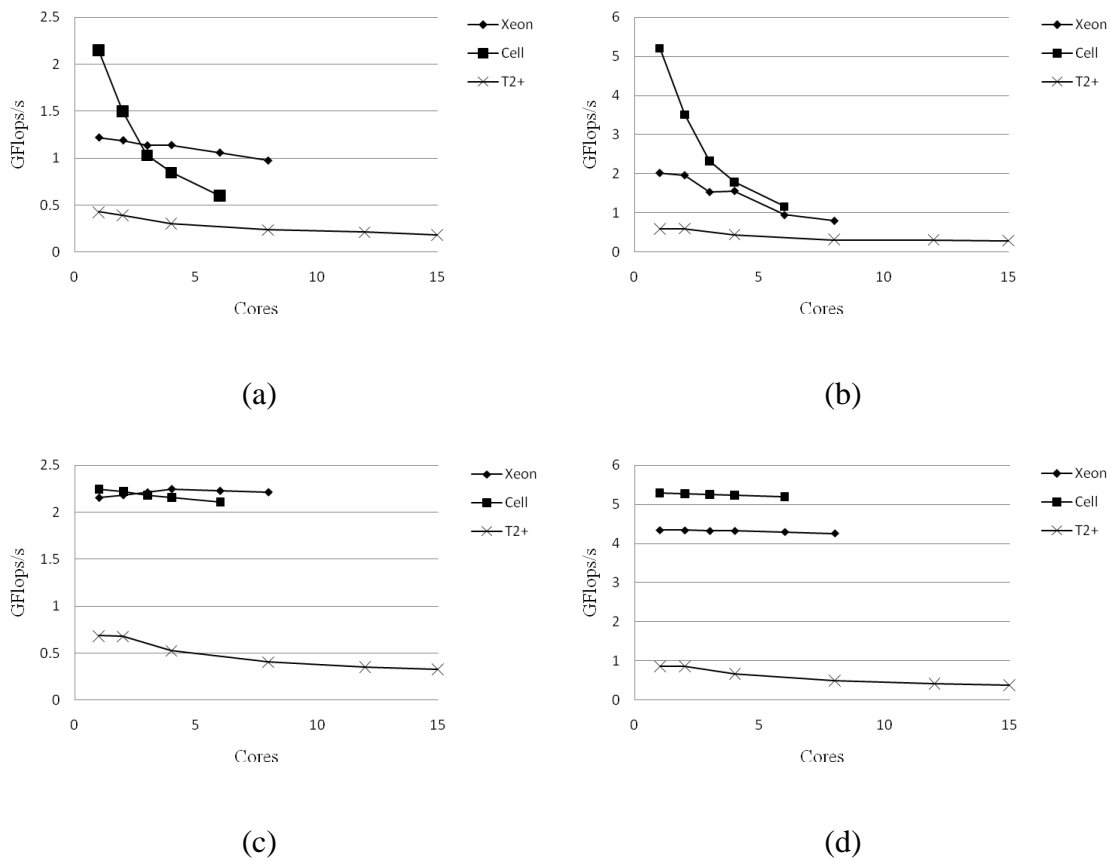 2.5
2
1.5
1
0.5
0
GFlops/s
0 5 10 15
Cores
Xeon
Cell
T2+
(a)
6
5
4
3
2
1
0
GFlops/s
0 5 10 15
Cores
Xeon
Cell
T2+
(b)
2.5
2
1.5
1
0.5
0
GFlops/s
0 5 10 15
Cores
Xeon
Cell
T2+
(c)
6
5
4
3
2
1
0
GFlops/s
0 5 10 15
Cores
Xeon
Cell
T2+
(d)